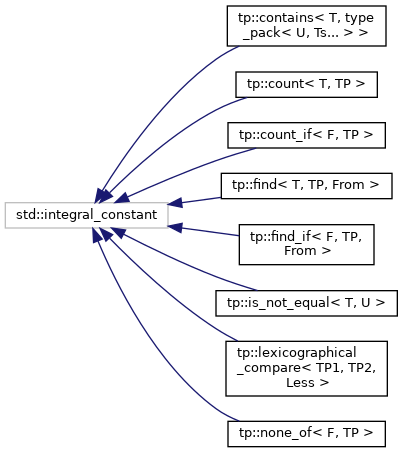 tp::contains< T, type
_pack< U, Ts... > >
tp::count< T, TP >
tp::count_if< F, TP >
tp::find< T, TP, From >
std::integral_constant
tp::find_if< F, TP,
From >
tp::is_not_equal< T, U >
tp::lexicographical
_compare< TP1, TP2,
Less >
tp::none_of< F, TP >